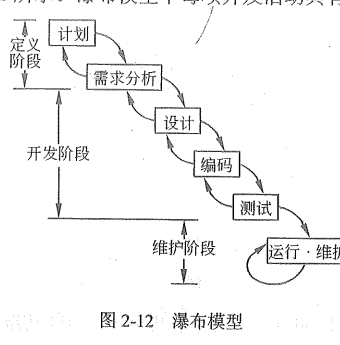 计划
定义
阶段
需求分析
设计
开发阶段
编码
测试
维护阶段
运行·维护
图 2-12 瀑布模型